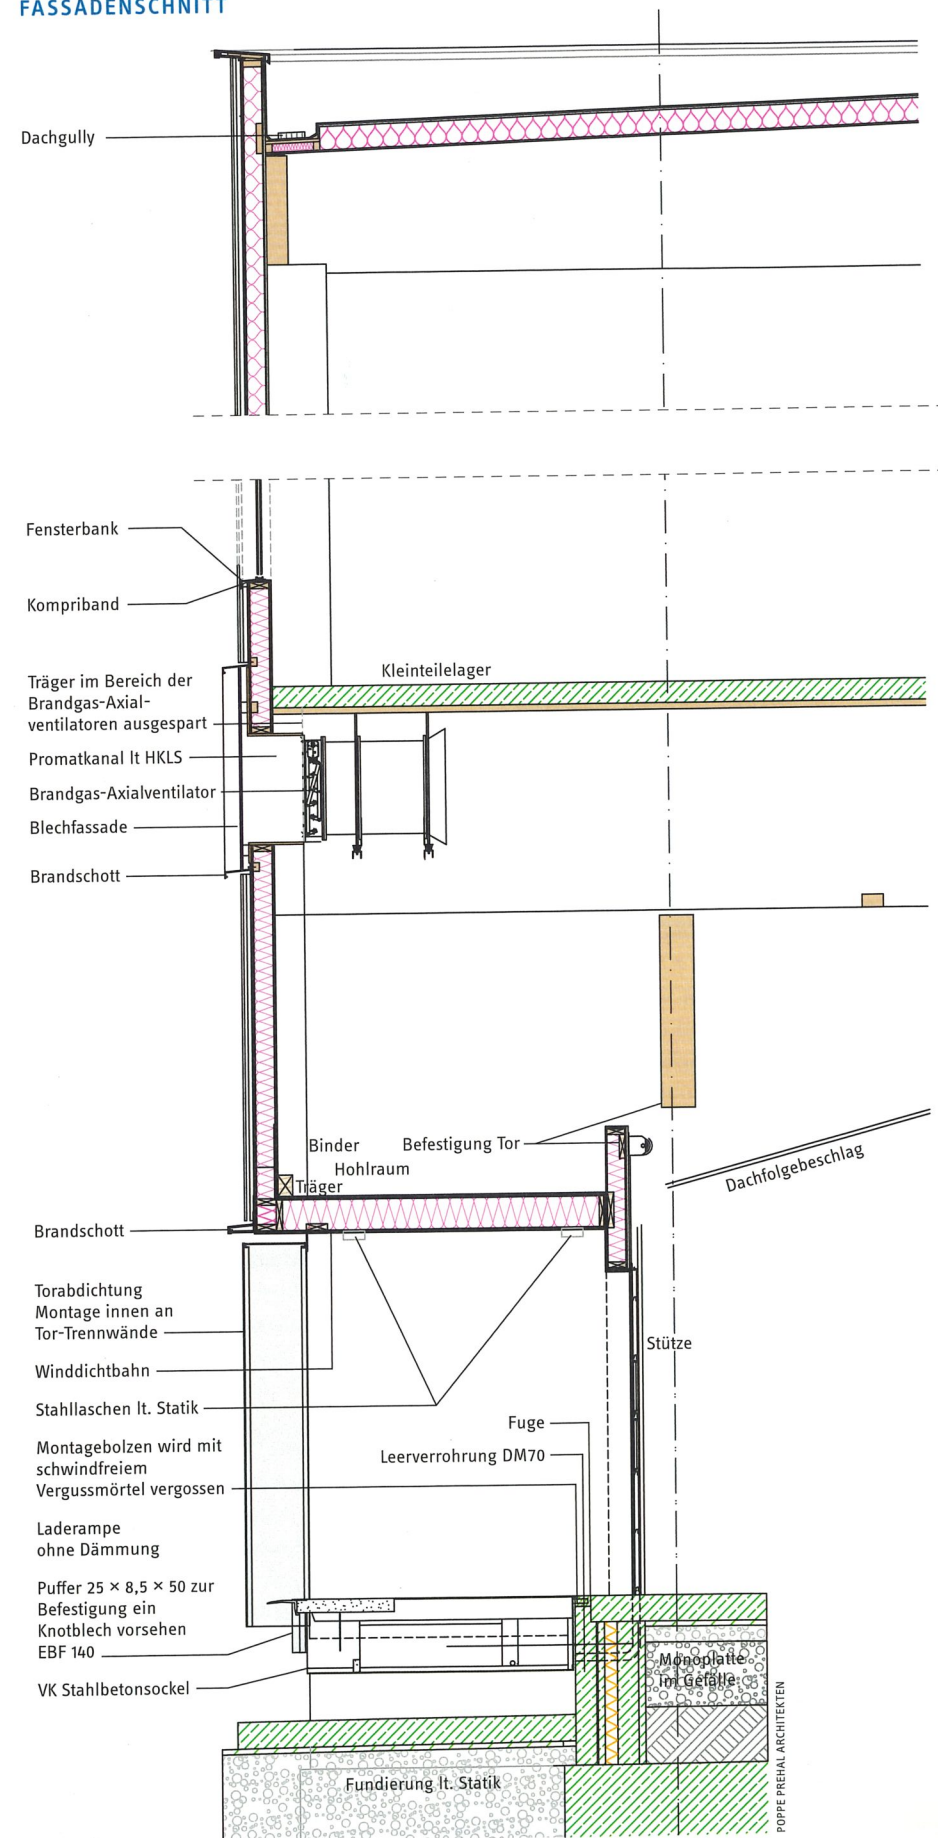 FASSADENSCHNITT
Dachgully
Fensterbank
Kompriband
Kleinteilelager
Träger im Bereich der
Brandgas-Axial-
ventilatoren ausgespart
Promatkanal lt HKLS
Brandgas-Axialventilator
Blechfassade
Brandschott
Binder
Befestigung Tor
Hohlraum
Träger
Dachfolgebeschlag
Brandschott
Torabdichtung
Montage innen an
Tor-Trennwände
Stütze
Winddichtbahn
Stahllaschen lt. Statik
Fuge
Leerverrohrung DM70
Montagebolzen wird mit
schwindfreiem
Vergussmörtel vergossen
Laderampe
ohne Dämmung
Puffer 25 × 8,5 × 50 zur
Befestigung ein
Knotblech vorsehen
EBF 140
Monoplatte
im Gefälle
VK Stahlbetonsockel
Fundierung lt. Statik
POPPE PREHAL ARCHITEKTEN